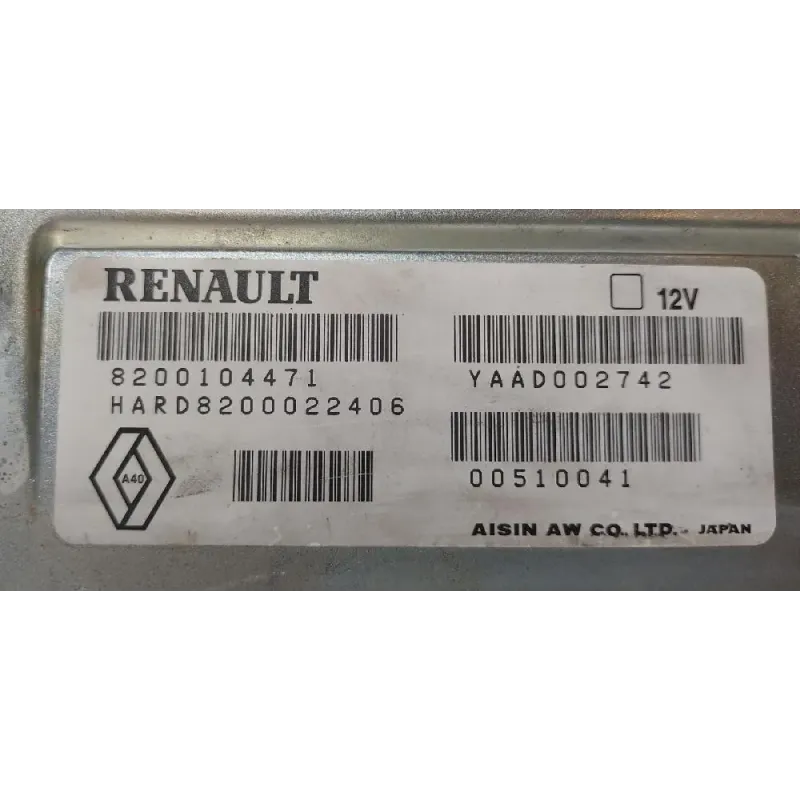 RENAULT
12V
8200104471
YAAD002742
HARD8200022406
00510041
A40
AISIN AW CO., LTD. JAPAN